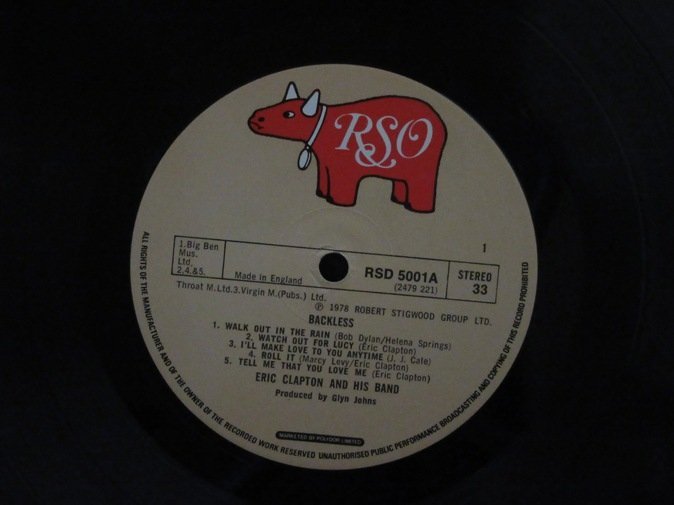 RSO
1
1.Big Ben
Mus.
Ltd.
2,4,&5.
Made in England
RSD 5001A
(2479 221)
STEREO
33
Throat M.Ltd.3.Virgin M.(Pubs.) Ltd.
℗ 1978 ROBERT STIGWOOD GROUP LTD.
BACKLESS
1. WALK OUT IN THE RAIN (Bob Dylan/Helena Springs)
2. WATCH OUT FOR LUCY (Eric Clapton)
3. I'LL MAKE LOVE TO YOU ANYTIME (J. J. Cale)
4. ROLL IT (Marcy Levy/Eric Clapton)
5. TELL ME THAT YOU LOVE ME (Eric Clapton)
ERIC CLAPTON AND HIS BAND
Produced by Glyn Johns
MARKETED BY POLYDOR LIMITED
ALL RIGHTS OF THE MANUFACTURER AND OF THE OWNER OF THE RECORDED WORK RESERVED UNAUTHORISED PUBLIC PERFORMANCE BROADCASTING AND COPYING OF THIS RECORD PROHIBITED